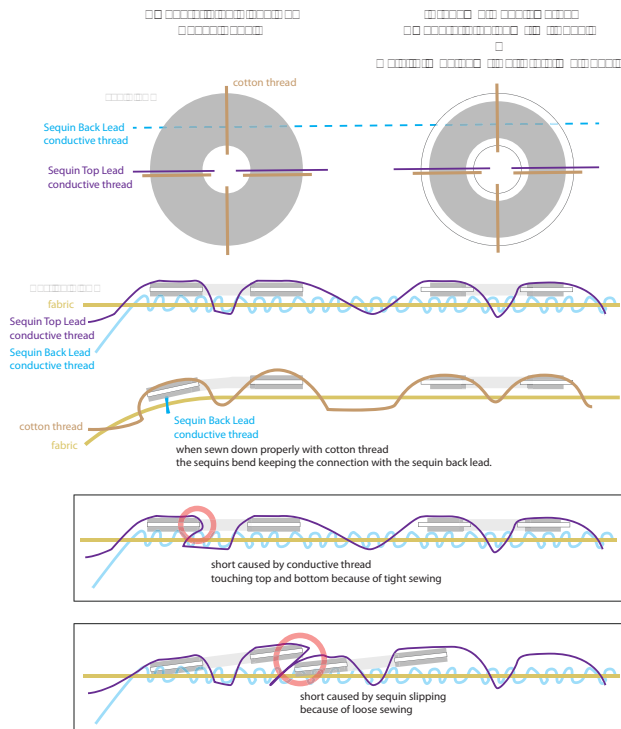 cotton thread
Sequin Back Lead
conductive thread
Sequin Top Lead
conductive thread
fabric
Sequin Top Lead
conductive thread
Sequin Back Lead
conductive thread
Sequin Back Lead
conductive thread
cotton thread
fabric
when sewn down properly with cotton thread
the sequins bend keeping the connection with the sequin back lead.
short caused by conductive thread
touching top and bottom because of tight sewing
short caused by sequin slipping
because of loose sewing